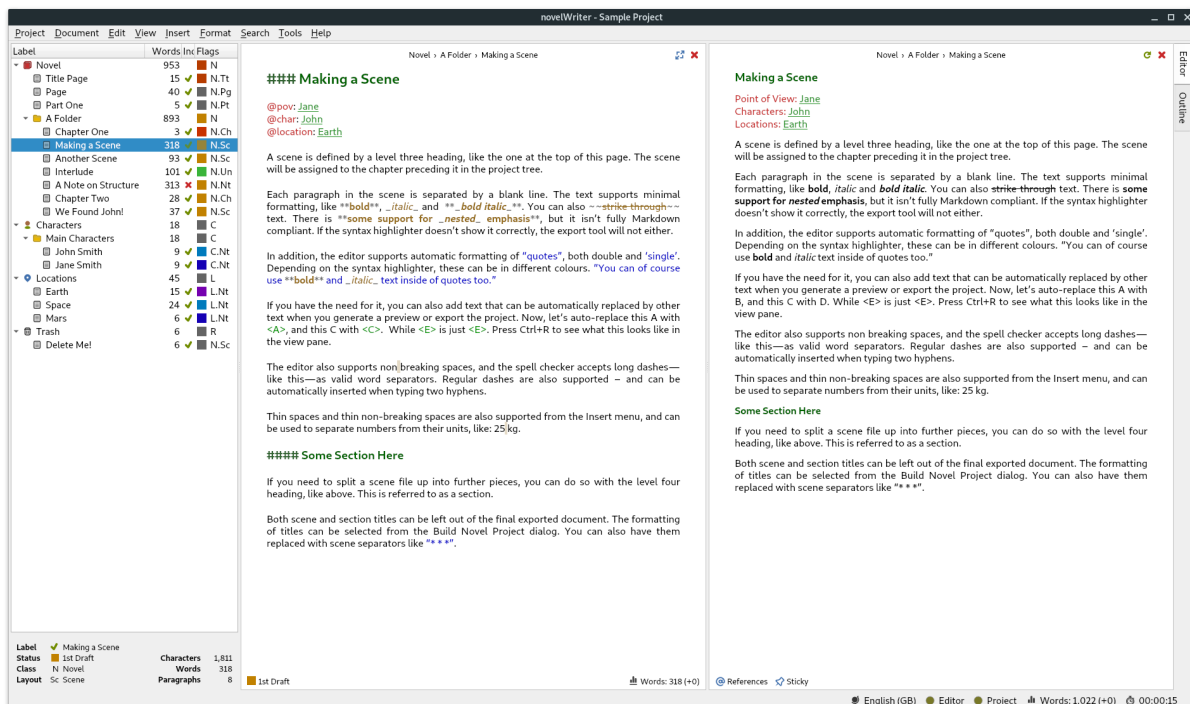 novelWriter - Sample Project
Project Document Edit View Insert Format Search Tools Help
Label Words Inc Flags
Novel 953 N
Title Page 15 N.Tt
Page 40 N.Pg
Part One 5 N.Pt
A Folder 893 N
Chapter One 3 N.Ch
Making a Scene 318 N.Sc
Another Scene 93 N.Sc
Interlude 101 N.Un
A Note on Structure 313 N.Nt
Chapter Two 28 N.Ch
We Found John! 37 N.Sc
Characters 18 C
Main Characters 18 C
John Smith 9 C.Nt
Jane Smith 9 C.Nt
Locations 45 L
Earth 15 L.Nt
Space 24 L.Nt
Mars 6 L.Nt
Trash 6 R
Delete Me! 6 N.Sc
Label Making a Scene
Status 1st Draft Characters 1,811
Class N Novel Words 318
Layout Sc Scene Paragraphs 8
Novel › A Folder › Making a Scene
### Making a Scene
@pov: Jane
@char: John
@location: Earth
A scene is defined by a level three heading, like the one at the top of this page. The scene
will be assigned to the chapter preceding it in the project tree.
Each paragraph in the scene is separated by a blank line. The text supports minimal
formatting, like **bold**, _italic_ and **_bold italic_**. You can also ~~strike through~~
text. There is **some support for _nested_ emphasis**, but it isn’t fully Markdown
compliant. If the syntax highlighter doesn’t show it correctly, the export tool will not either.
In addition, the editor supports automatic formatting of “quotes”, both double and ‘single’.
Depending on the syntax highlighter, these can be in different colours. “You can of course
use **bold** and _italic_ text inside of quotes too.”
If you have the need for it, you can also add text that can be automatically replaced by other
text when you generate a preview or export the project. Now, let’s auto-replace this A with
<A>, and this C with <C>. While <E> is just <E>. Press Ctrl+R to see what this looks like in
the view pane.
The editor also supports non breaking spaces, and the spell checker accepts long dashes—
like this—as valid word separators. Regular dashes are also supported – and can be
automatically inserted when typing two hyphens.
Thin spaces and thin non-breaking spaces are also supported from the Insert menu, and can
be used to separate numbers from their units, like: 25 kg.
#### Some Section Here
If you need to split a scene file up into further pieces, you can do so with the level four
heading, like above. This is referred to as a section.
Both scene and section titles can be left out of the final exported document. The formatting
of titles can be selected from the Build Novel Project dialog. You can also have them
replaced with scene separators like “* * *”.
1st Draft Words: 318 (+0)
Novel › A Folder › Making a Scene
Making a Scene
Point of View: Jane
Characters: John
Locations: Earth
A scene is defined by a level three heading, like the one at the top of this page. The scene
will be assigned to the chapter preceding it in the project tree.
Each paragraph in the scene is separated by a blank line. The text supports minimal
formatting, like bold, italic and bold italic. You can also strike through text. There is some
support for nested emphasis, but it isn’t fully Markdown compliant. If the syntax highlighter
doesn’t show it correctly, the export tool will not either.
In addition, the editor supports automatic formatting of “quotes”, both double and ‘single’.
Depending on the syntax highlighter, these can be in different colours. “You can of course
use bold and italic text inside of quotes too.”
If you have the need for it, you can also add text that can be automatically replaced by other
text when you generate a preview or export the project. Now, let’s auto-replace this A with
B, and this C with D. While <E> is just <E>. Press Ctrl+R to see what this looks like in the
view pane.
The editor also supports non breaking spaces, and the spell checker accepts long dashes—
like this—as valid word separators. Regular dashes are also supported – and can be
automatically inserted when typing two hyphens.
Thin spaces and thin non-breaking spaces are also supported from the Insert menu, and can
be used to separate numbers from their units, like: 25 kg.
Some Section Here
If you need to split a scene file up into further pieces, you can do so with the level four
heading, like above. This is referred to as a section.
Both scene and section titles can be left out of the final exported document. The formatting
of titles can be selected from the Build Novel Project dialog. You can also have them
replaced with scene separators like “* * *”.
References Sticky
Editor
Outline
English (GB) Editor Project Words: 1,022 (+0) 00:00:15